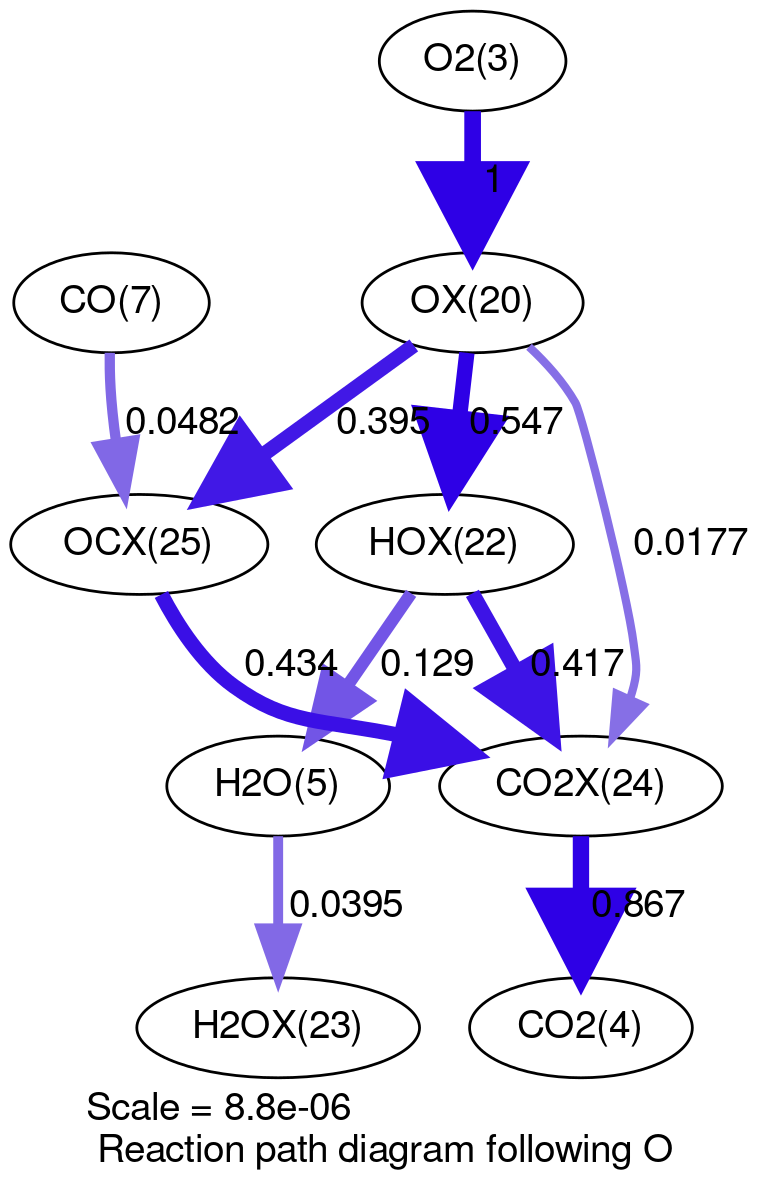 O2(3)
1
CO(7)
OX(20)
0.0482
0.395
0.547
OCX(25)
HOX(22)
0.0177
0.434
0.129
0.417
H2O(5)
CO2X(24)
0.0395
0.867
H2OX(23)
CO2(4)
Scale = 8.8e-06
Reaction path diagram following O